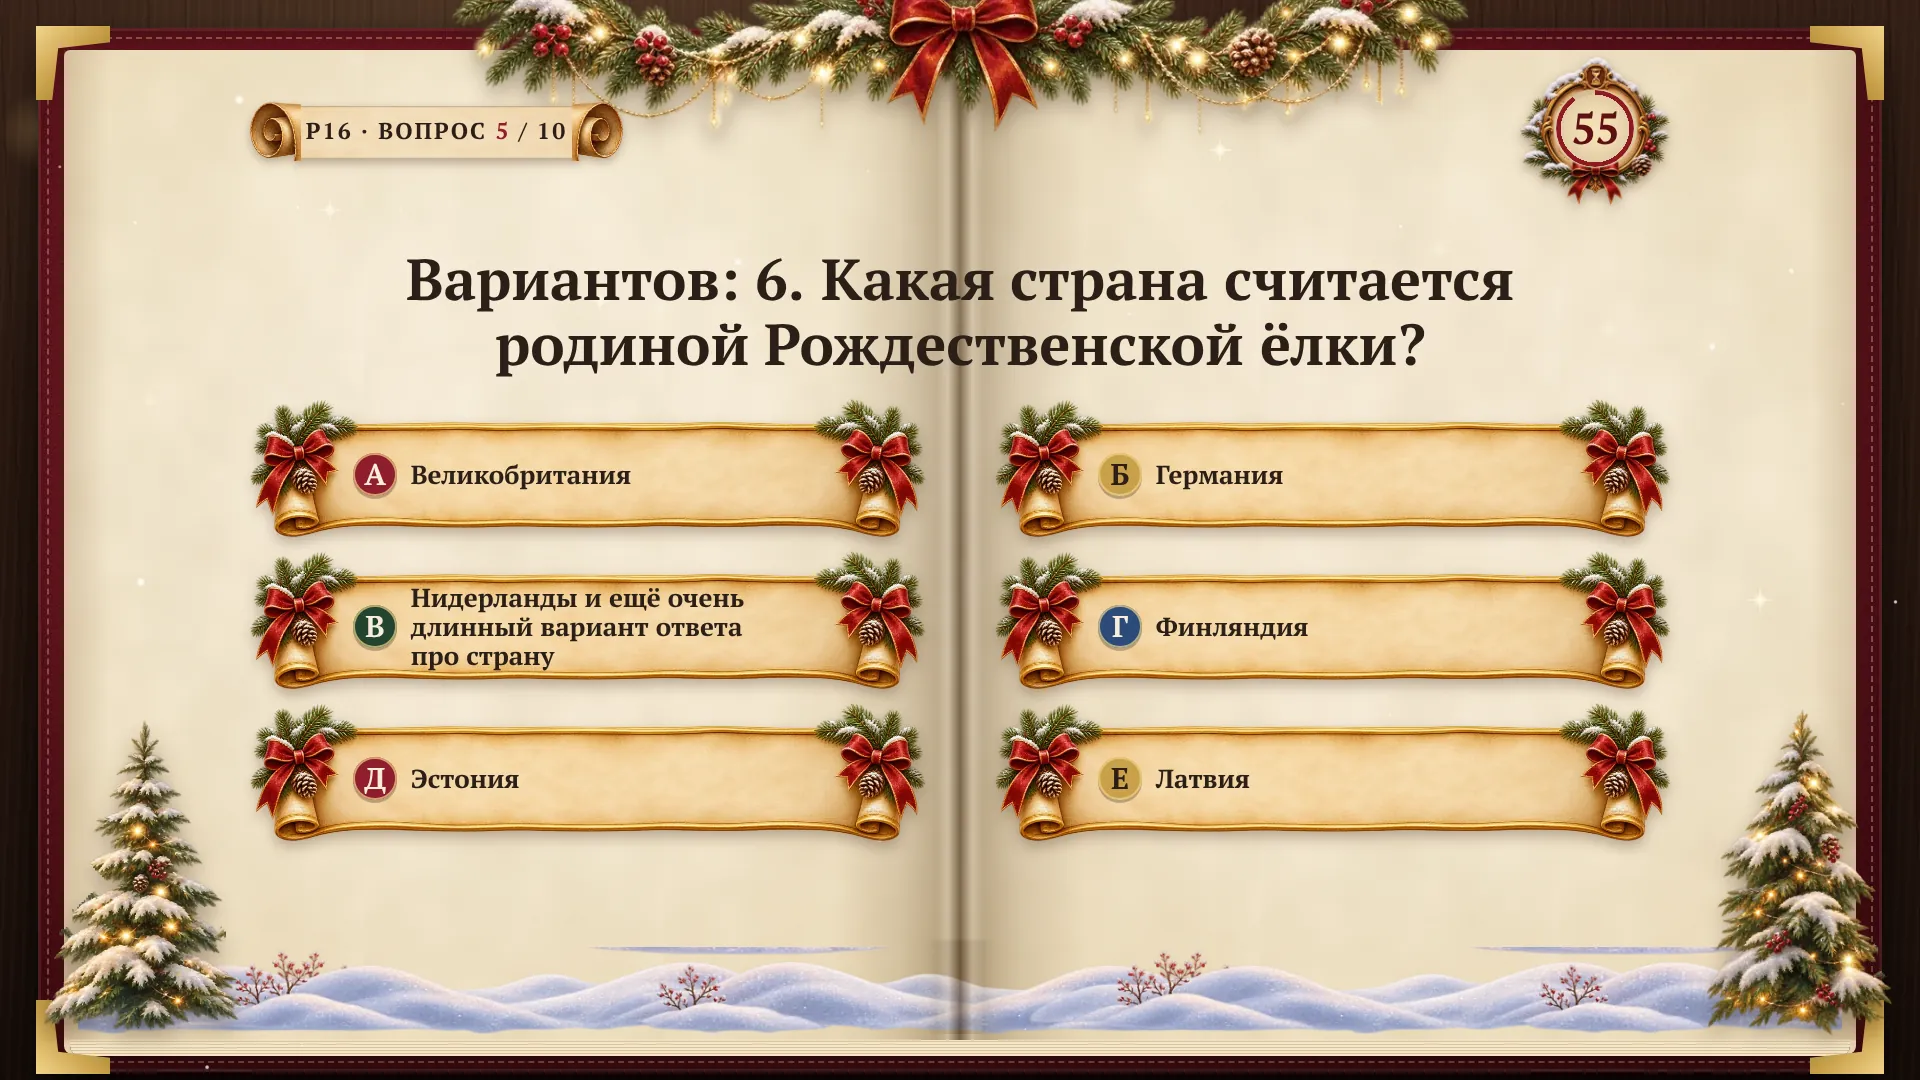 Р16 · ВОПРОС 5 / 10
55
Вариантов: 6. Какая страна считается
родиной Рождественской ёлки?
А Великобритания
Б Германия
В Нидерланды и ещё очень
длинный вариант ответа
про страну
Г Финляндия
Д Эстония
Е Латвия